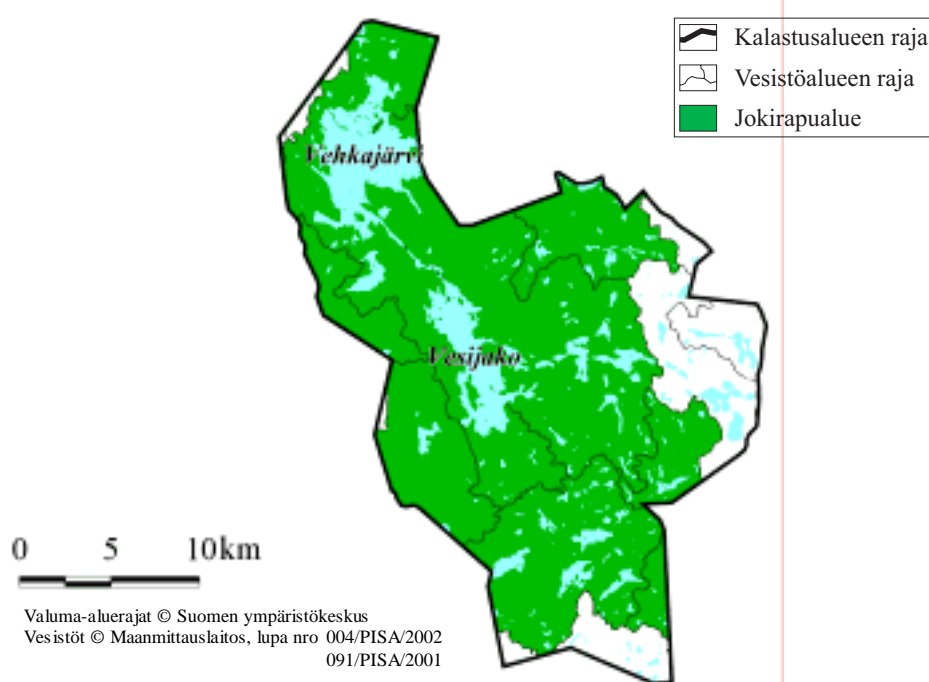 Kalastusalueen raja
Vesistöalueen raja
Jokirapualue
Vehkajärvi
Vesijako
0 5 10km
Valuma-aluerajat © Suomen ympäristökeskus
Vesistöt © Maanmittauslaitos, lupa nro 004/PISA/2002
091/PISA/2001